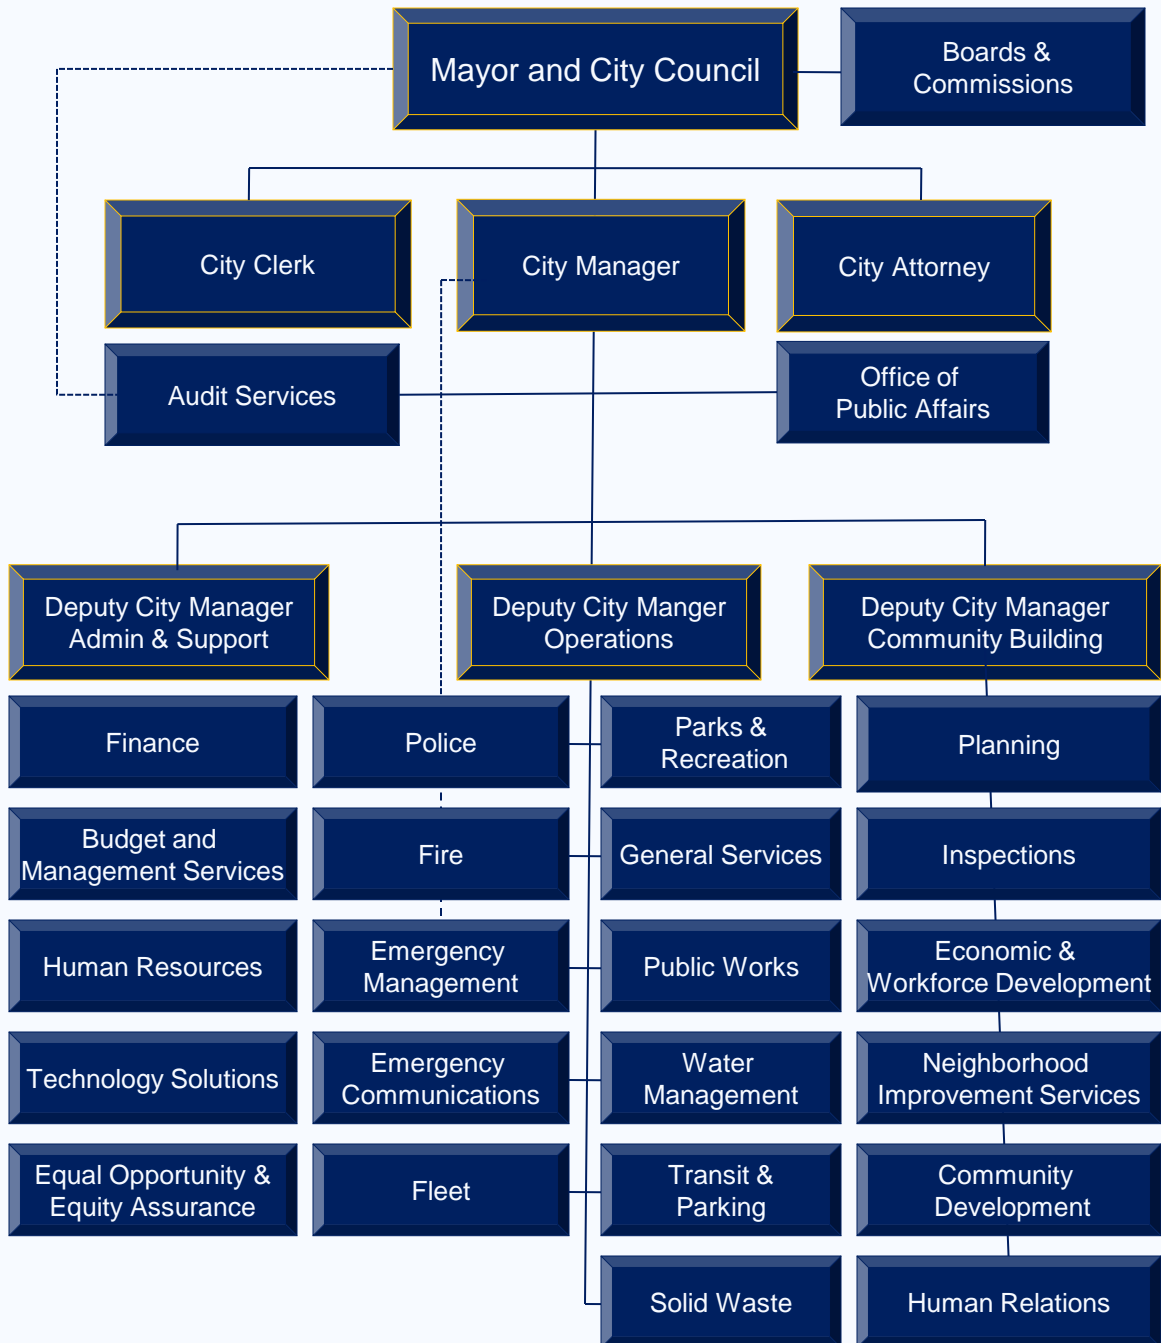 Mayor and City Council
Boards &
Commissions
City Clerk
City Manager
City Attorney
Audit Services
Office of
Public Affairs
Deputy City Manager
Admin & Support
Deputy City Manger
Operations
Deputy City Manager
Community Building
Finance
Police
Parks &
Recreation
Planning
Budget and
Management Services
Fire
General Services
Inspections
Human Resources
Emergency
Management
Public Works
Economic &
Workforce Development
Technology Solutions
Emergency
Communications
Water
Management
Neighborhood
Improvement Services
Equal Opportunity &
Equity Assurance
Fleet
Transit &
Parking
Community
Development
Solid Waste
Human Relations